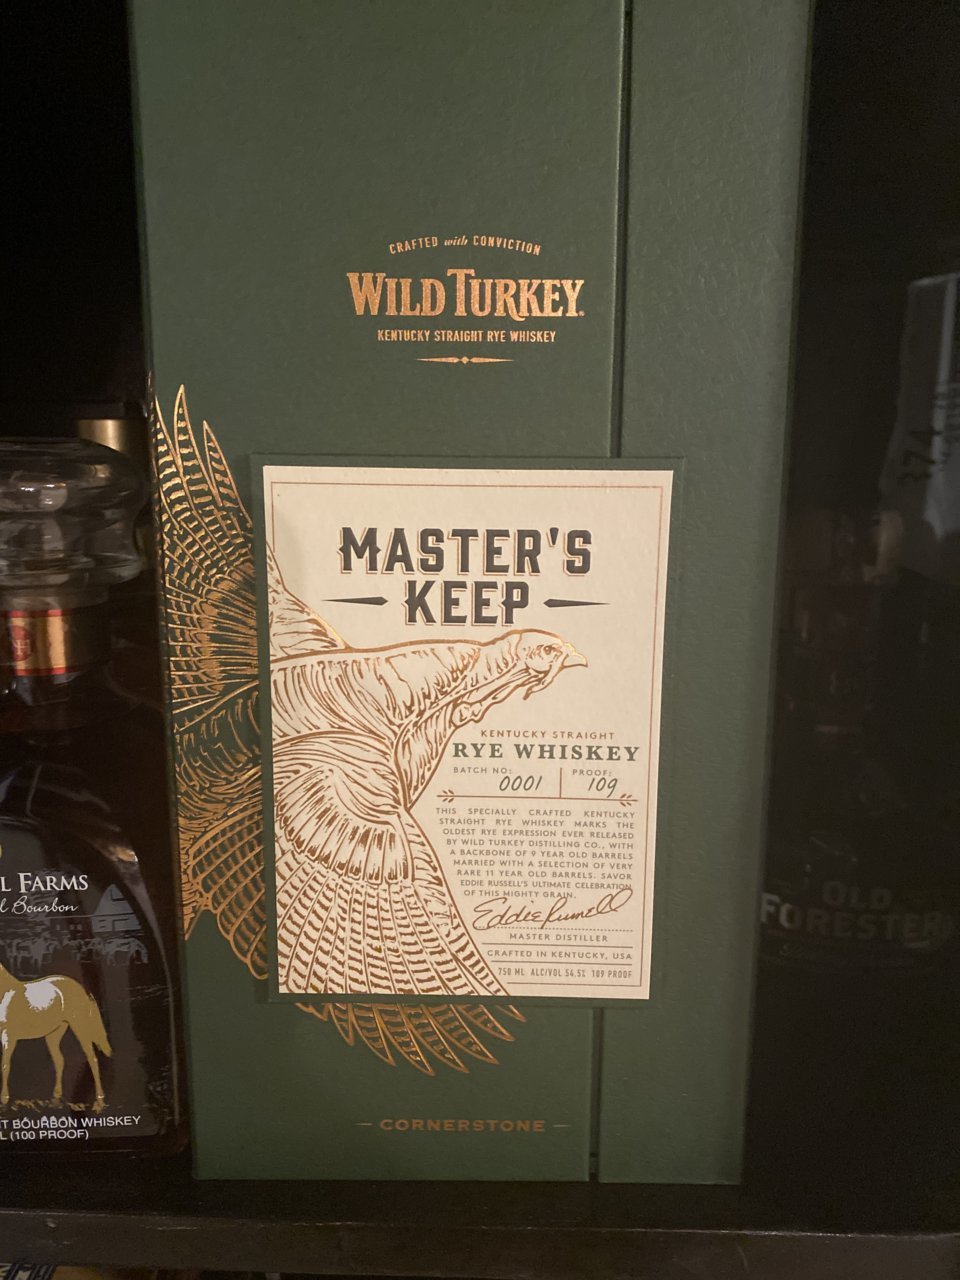 CRAFTED with CONVICTION
WILD TURKEY
KENTUCKY STRAIGHT RYE WHISKEY
MASTER'S
KEEP
KENTUCKY STRAIGHT
RYE WHISKEY
BATCH NO: 0001
PROOF: 109
THIS SPECIALLY CRAFTED KENTUCKY
STRAIGHT RYE WHISKEY MARKS THE
OLDEST RYE EXPRESSION EVER RELEASED
BY WILD TURKEY DISTILLING CO., WITH
A BACKBONE OF 9 YEAR OLD BARRELS
MARRIED WITH A SELECTION OF VERY
RARE 11 YEAR OLD BARRELS. SAVOR
EDDIE RUSSELL'S ULTIMATE CELEBRATION
OF THIS MIGHTY GRAIN.
Eddie Russell
MASTER DISTILLER
CRAFTED IN KENTUCKY, USA
750 ML ALC/VOL 54.5% 109 PROOF
CORNERSTONE
L FARMS
l Bourbon
T BOURBON WHISKEY
L (100 PROOF)
OLD
FORESTER